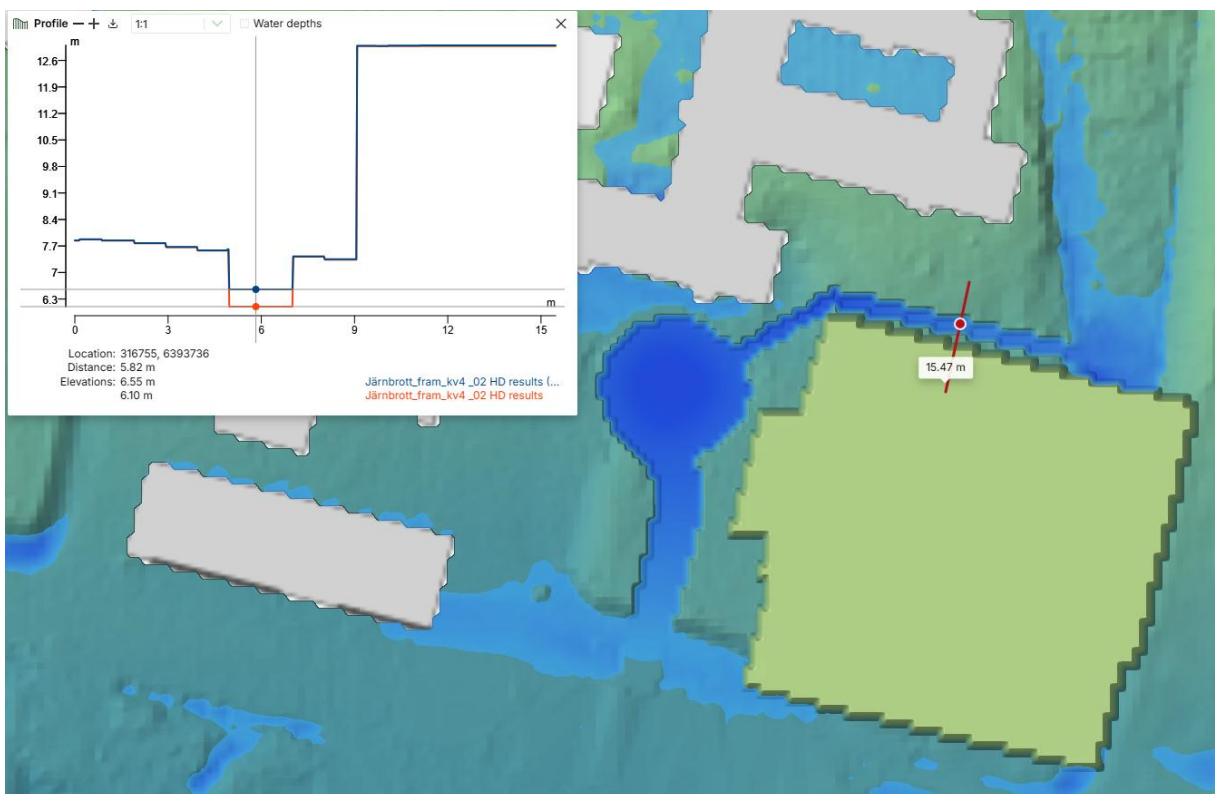 Profile 1:1 Water depths
m
12.6
11.9
11.2
10.5
9.8
9.1
8.4
7.7
7
6.3
m
0 3 6 9 12 15
Location: 316755, 6393736
Distance: 5.82 m
Elevations: 6.55 m
Järnbrott_fram_kv4 _02 HD results (...
6.10 m
Järnbrott_fram_kv4 _02 HD results
15.47 m